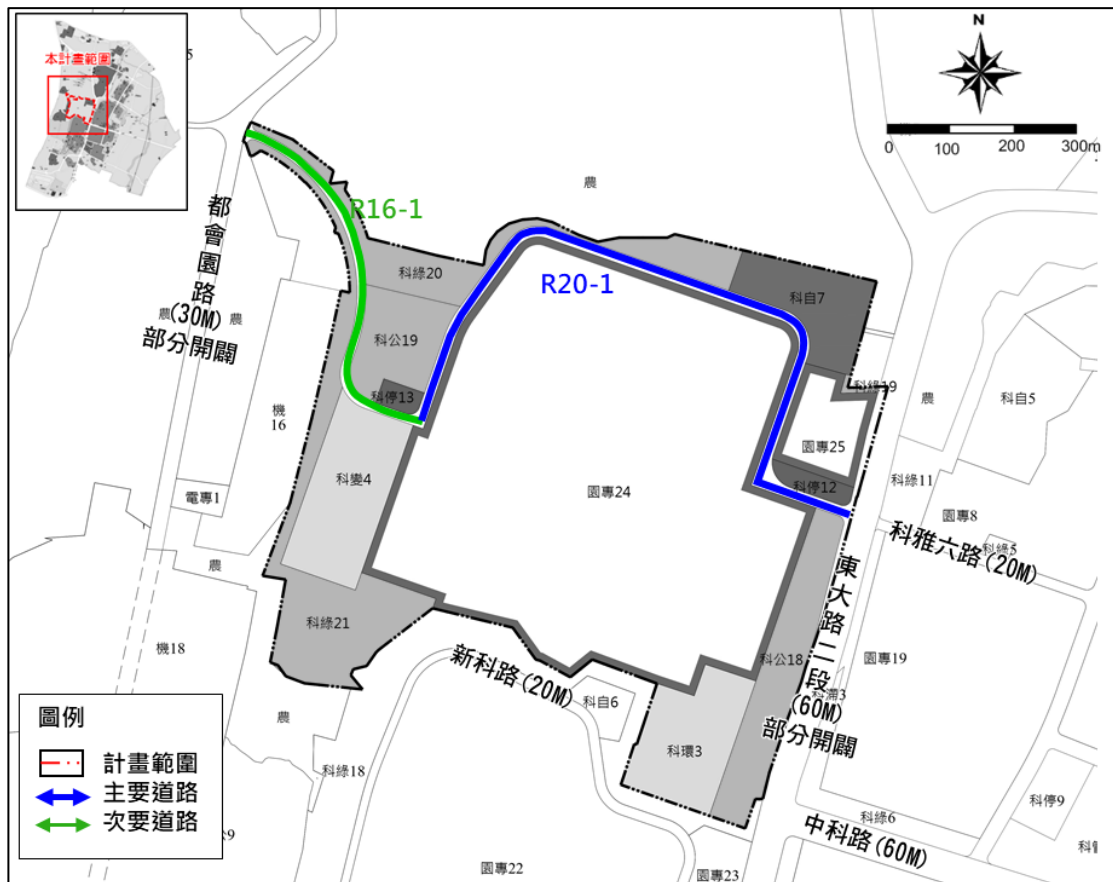 本計畫範圍
5
N
0 100 200 300m
農
都會園路
(30M)
部分開闢
農
農
R16-1
R20-1
科綠20
科自7
科公19
科綠19
科停13
農
科自5
機
16
園專25
科變4
電專1
園專24
科停12
科綠11
園專8
科綠5
科雅六路(20M)
農
東大路二段
(60M)
部分開闢
科綠21
機18
新科路(20M)
科公18
園專19
科滯3
科自6
農
科環3
科綠18
科停9
科綠6
中科路(60M)
園專22
園專23
圖例
計畫範圍
主要道路
次要道路